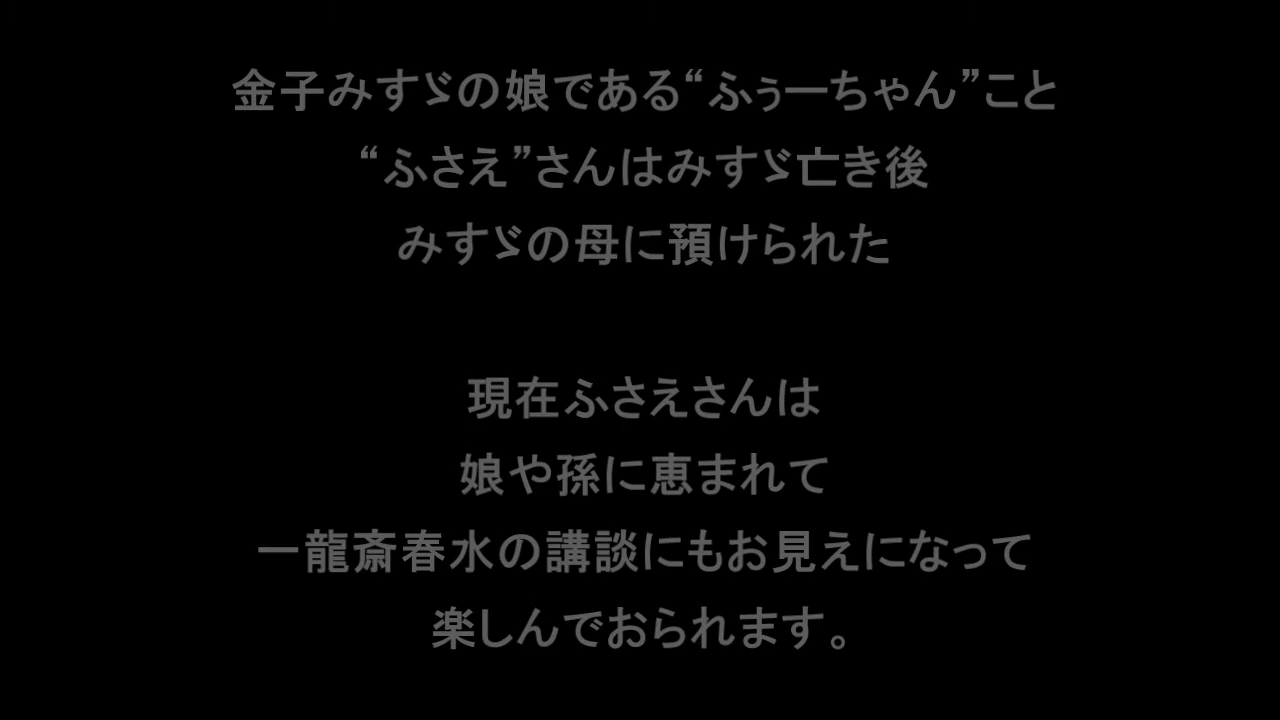 金子みすゞの娘である“ふぅーちゃん”こと
“ふさえ”さんはみすゞ亡き後
みすゞの母に預けられた
現在ふさえさんは
娘や孫に恵まれて
一龍斎春水の講談にもお見えになって
楽しんでおられます。